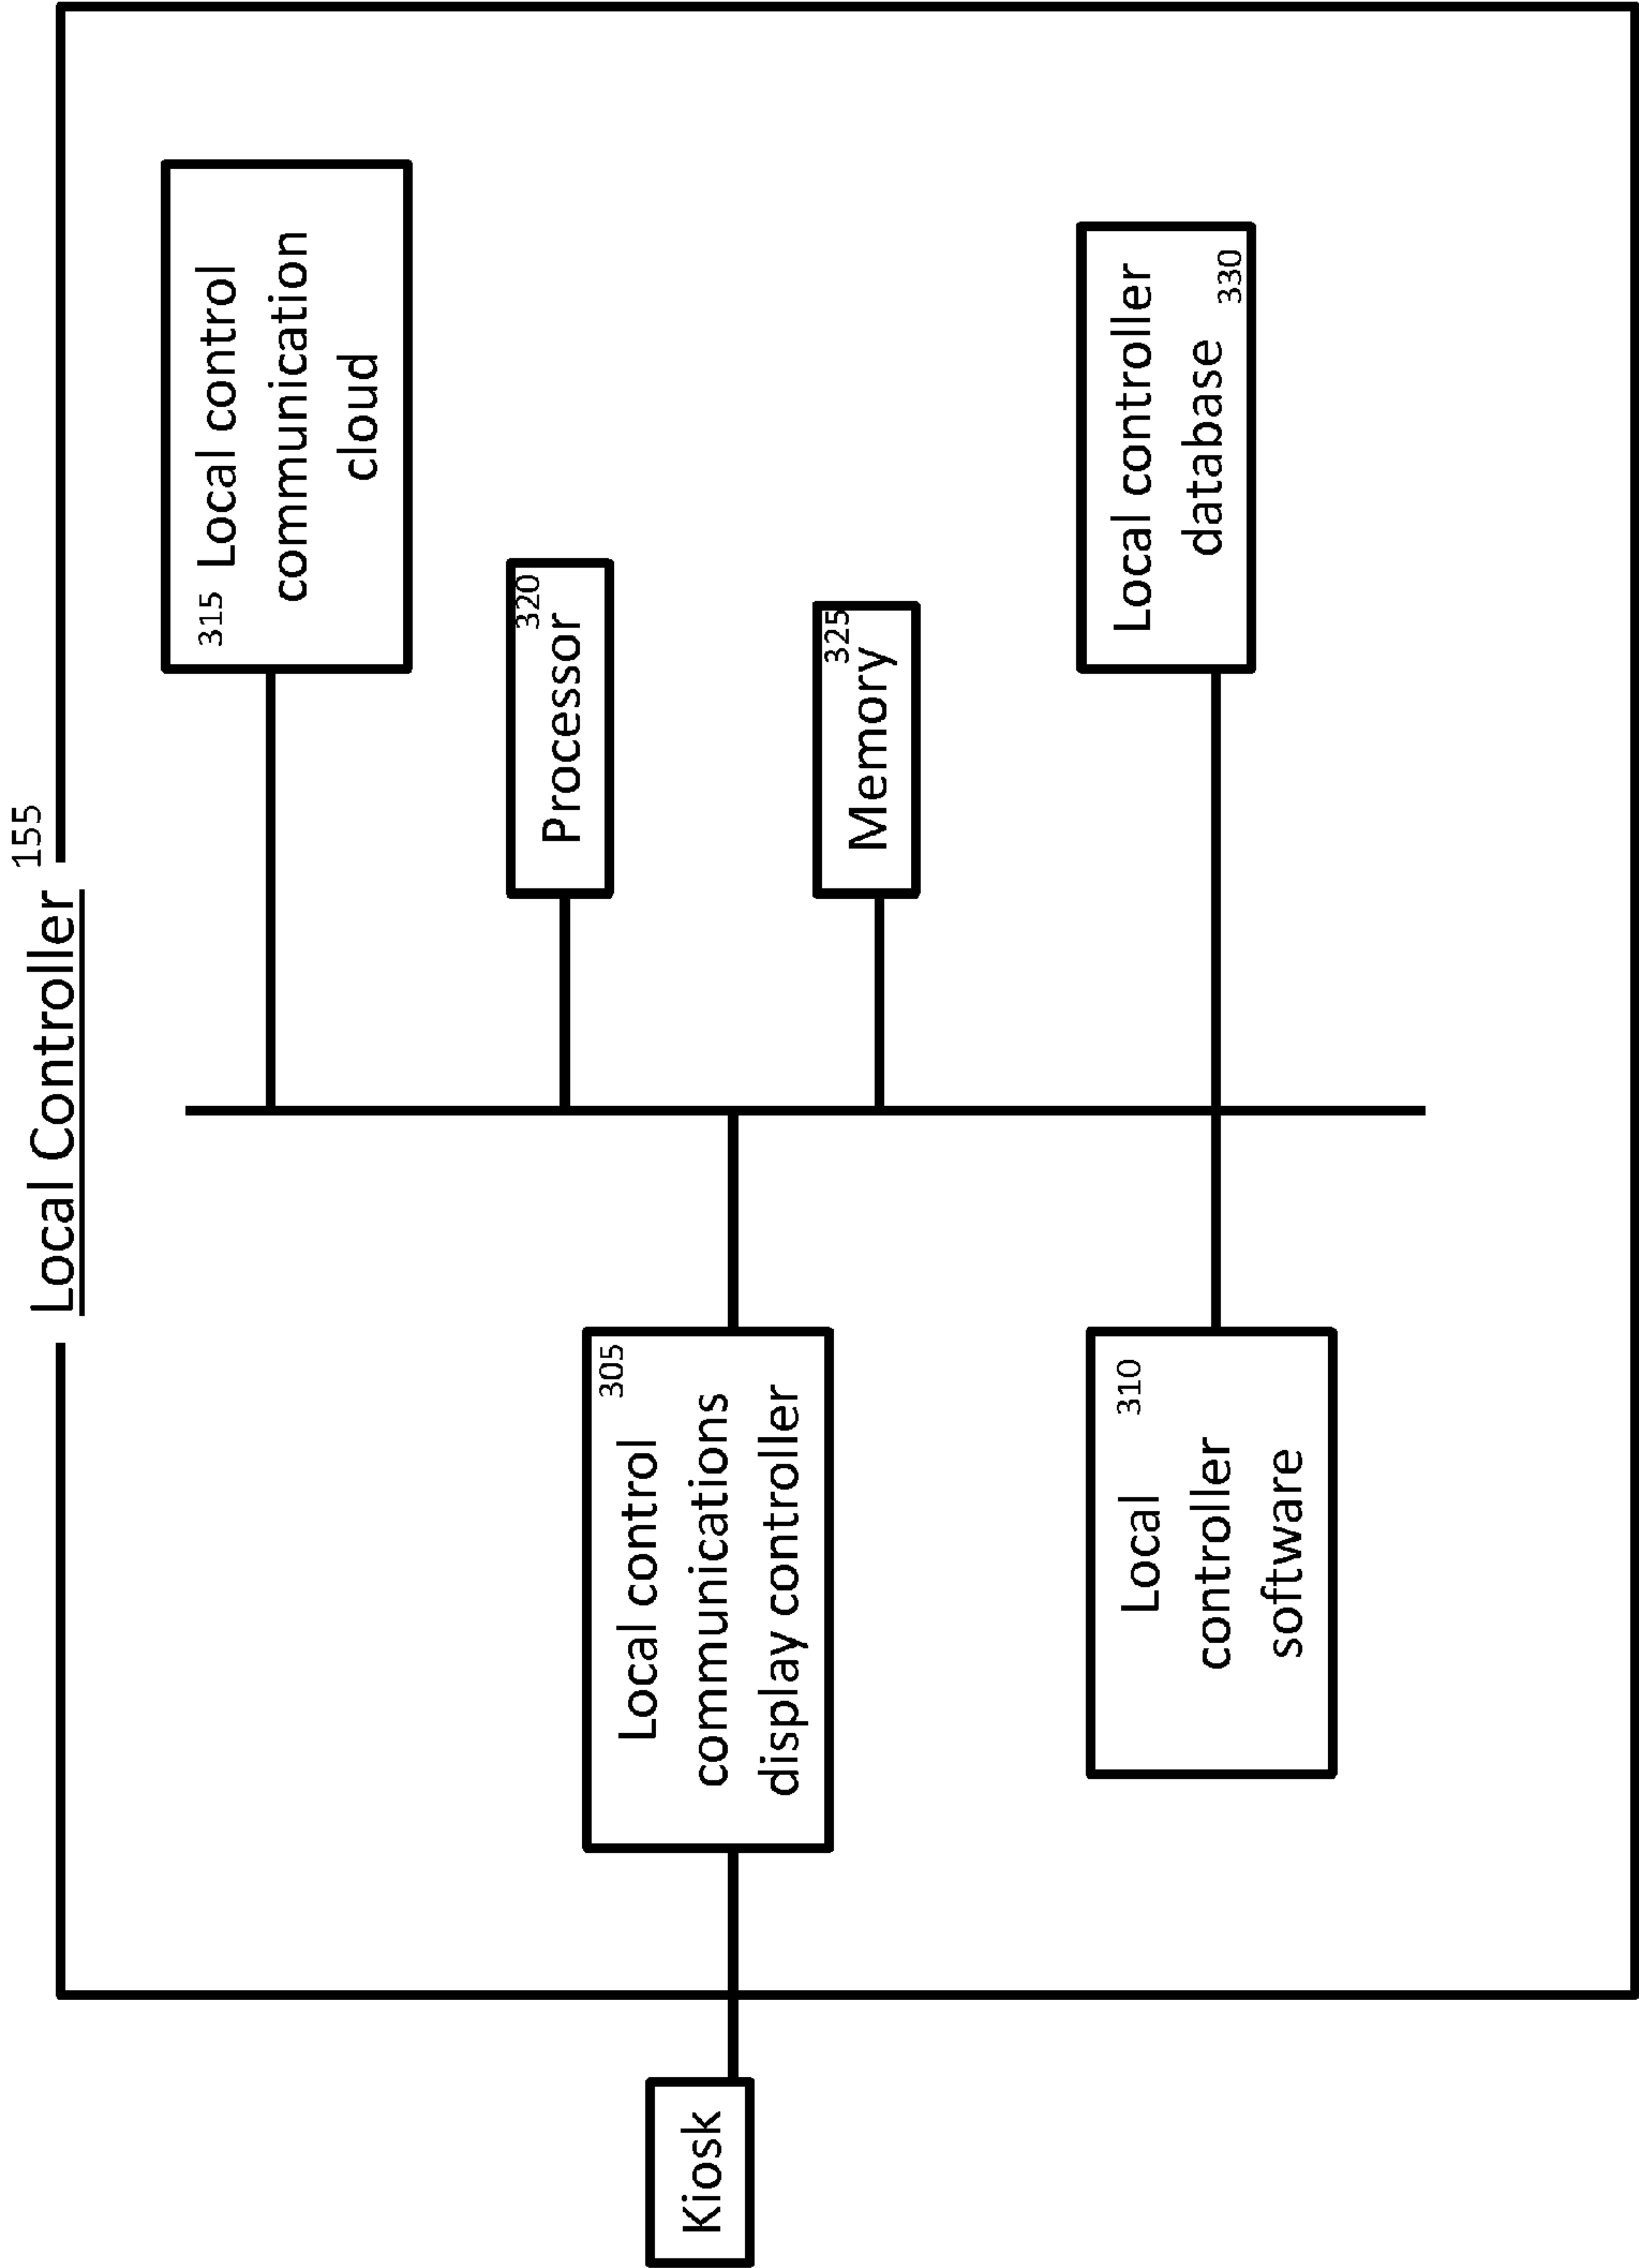 Local Controller 155
Kiosk
305
Local control
communications
display controller
310
Local
controller
software
315 Local control
communication
cloud
320
Processor
325
Memory
Local controller
database 330